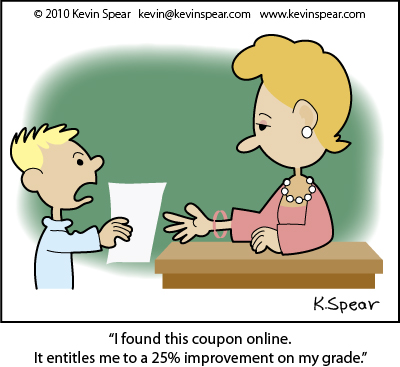 © 2010 Kevin Spear   kevin@kevinspear.com   www.kevinspear.com
K.Spear
“I found this coupon online.
It entitles me to a 25% improvement on my grade.”